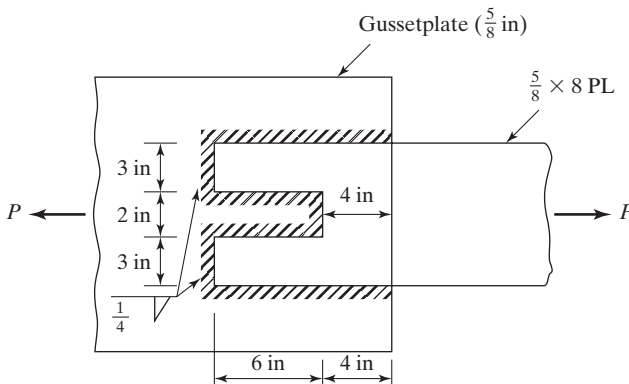 Gussetplate (5/8 in)
5/8 × 8 PL
3 in
4 in
P
2 in
P
3 in
1/4
6 in
4 in